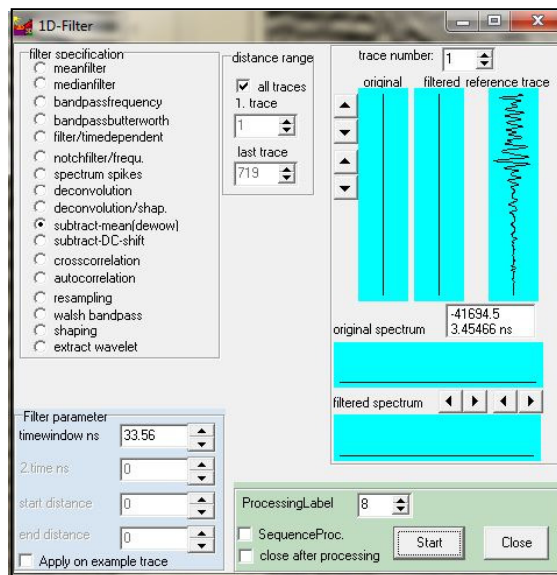 1D-Filter
filter specification
meanfilter
medianfilter
bandpassfrequency
bandpassbutterworth
filter/timedependent
notchfilter/frequ.
spectrum spikes
deconvolution
deconvolution/shap.
subtract-mean(dewow)
subtract-DC-shift
crosscorrelation
autocorrelation
resampling
walsh bandpass
shaping
extract wavelet
distance range
all traces
1. trace
1
last trace
719
trace number: 1
original filtered reference trace
-41694.5
original spectrum 3.45466 ns
filtered spectrum
Filter parameter
timewindow ns 33.56
2.time ns 0
start distance 0
end distance 0
Apply on example trace
ProcessingLabel 8
SequenceProc.
close after processing
Start Close